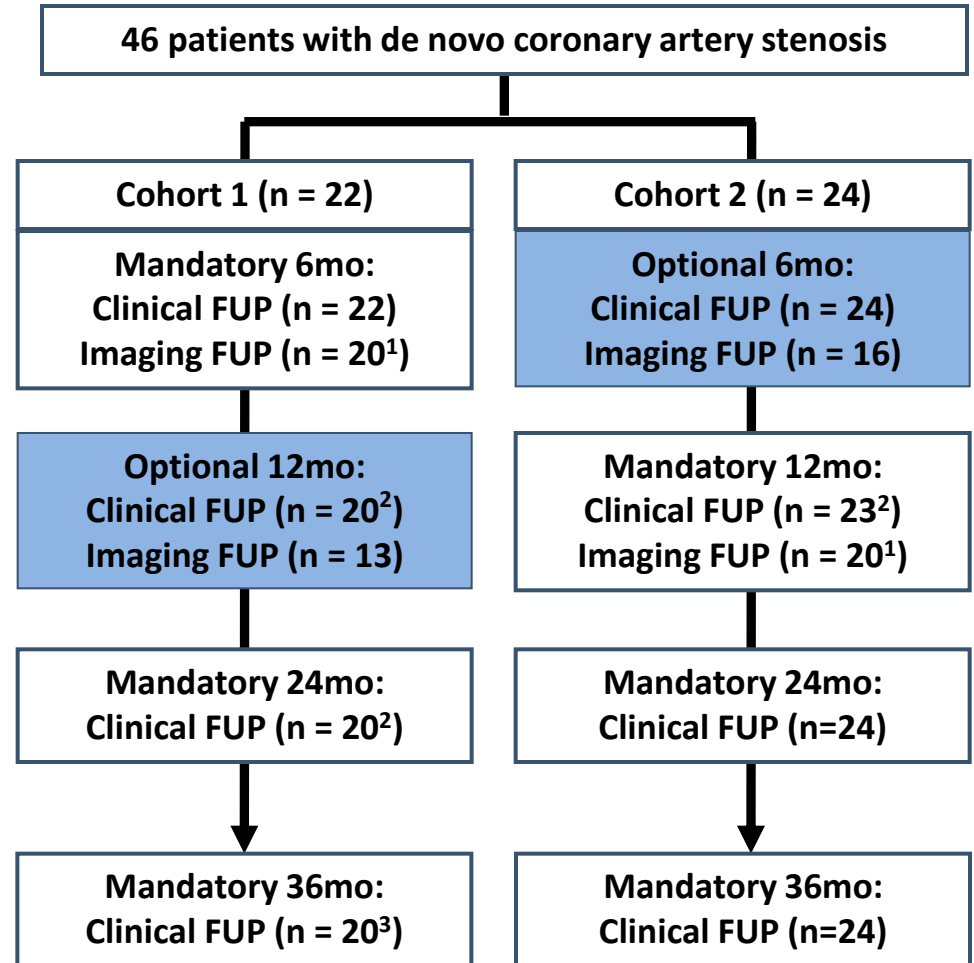 46 patients with de novo coronary artery stenosis
Cohort 1 (n = 22)
Mandatory 6mo:
Clinical FUP (n = 22)
Imaging FUP (n = 20¹)
Optional 12mo:
Clinical FUP (n = 20²)
Imaging FUP (n = 13)
Mandatory 24mo:
Clinical FUP (n = 20²)
Mandatory 36mo:
Clinical FUP (n = 20³)
Cohort 2 (n = 24)
Optional 6mo:
Clinical FUP (n = 24)
Imaging FUP (n = 16)
Mandatory 12mo:
Clinical FUP (n = 23²)
Imaging FUP (n = 20¹)
Mandatory 24mo:
Clinical FUP (n=24)
Mandatory 36mo:
Clinical FUP (n=24)